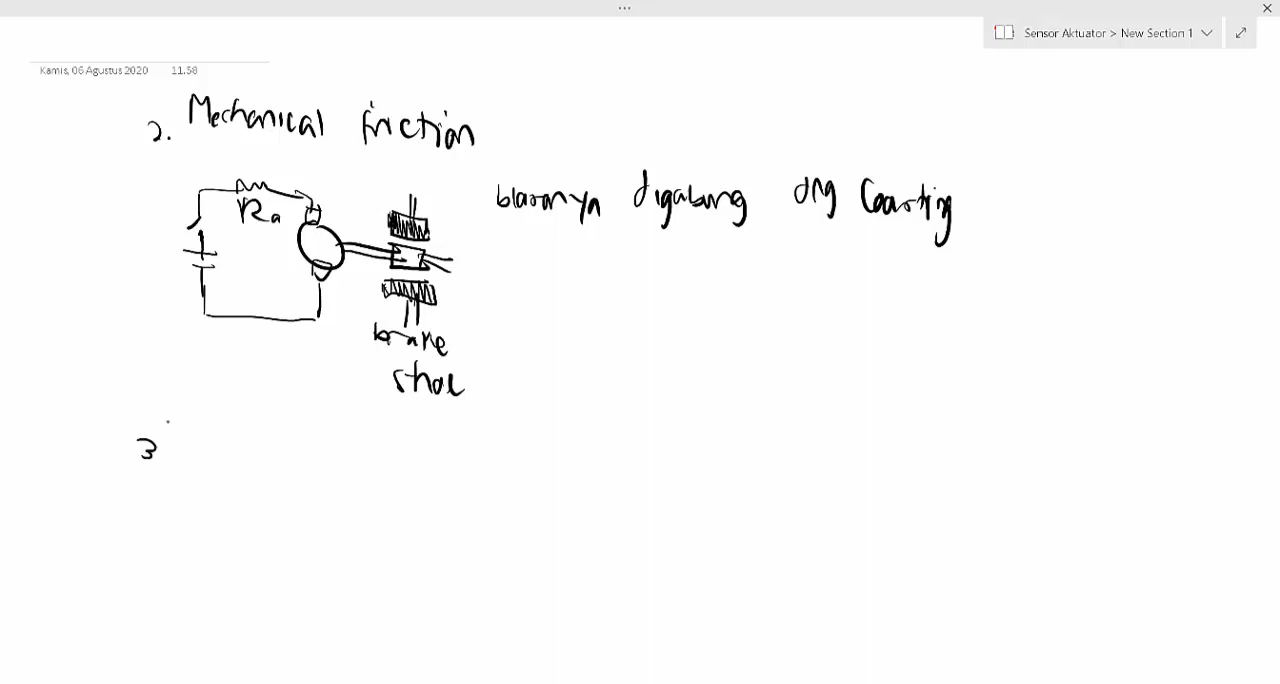 Sensor Aktuator > New Section 1
Kamis, 06 Agustus 2020 11.58
2. Mechanical friction
biasanya digabung dng Coasting
Ra
brake
shoe
3